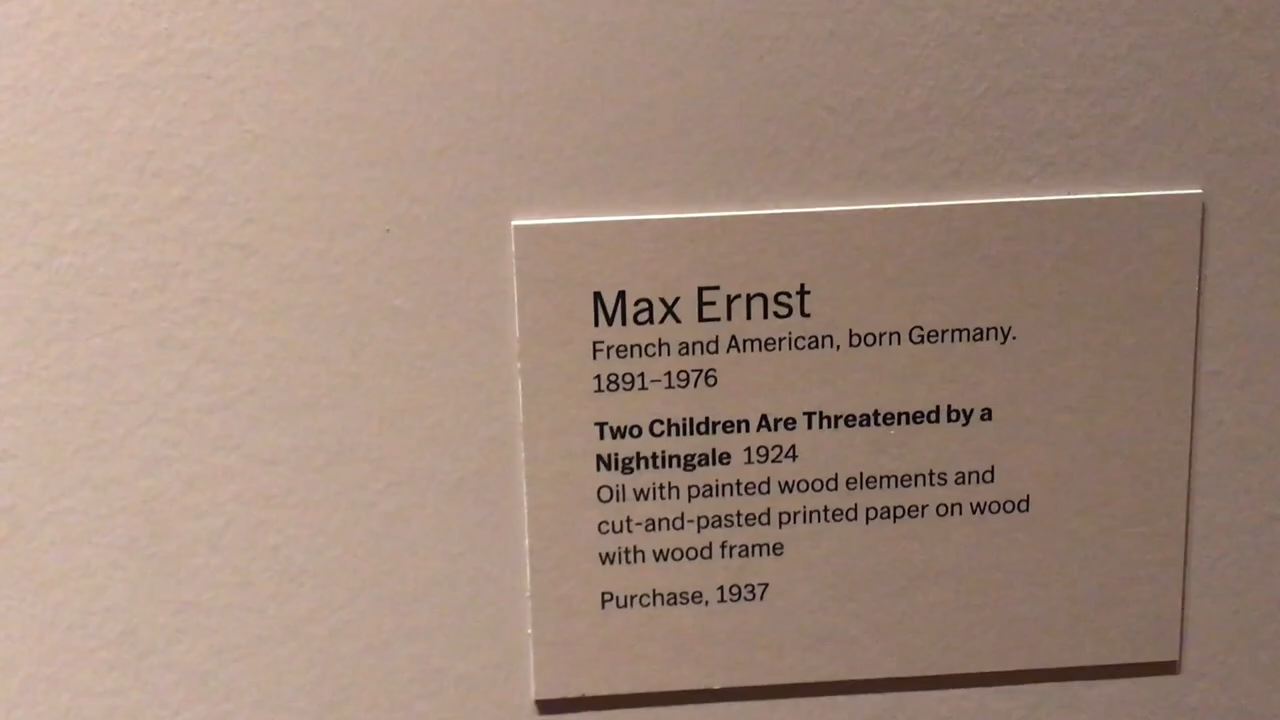 Max Ernst
French and American, born Germany.
1891–1976
Two Children Are Threatened by a
Nightingale 1924
Oil with painted wood elements and
cut-and-pasted printed paper on wood
with wood frame
Purchase, 1937